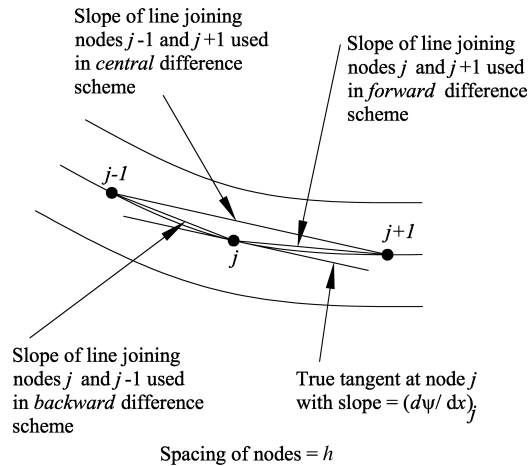 Slope of line joining
nodes j-1 and j+1 used
in central difference
scheme
Slope of line joining
nodes j and j+1 used
in forward difference
scheme
j-1
j
j+1
Slope of line joining
nodes j and j-1 used
in backward difference
scheme
True tangent at node j
with slope = (dψ/ dx)j
Spacing of nodes = h